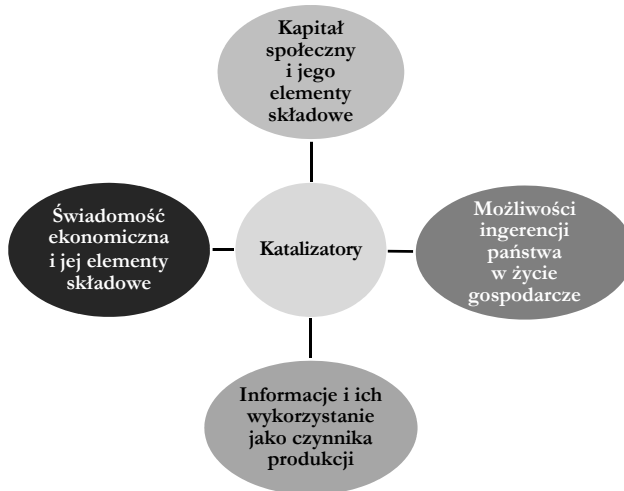 Kapitał
społeczny
i jego
elementy
składowe
Świadomość
ekonomiczna
i jej elementy
składowe
Katalizatory
Możliwości
ingerencji
państwa
w życie
gospodarcze
Informacje i ich
wykorzystanie
jako czynnika
produkcji